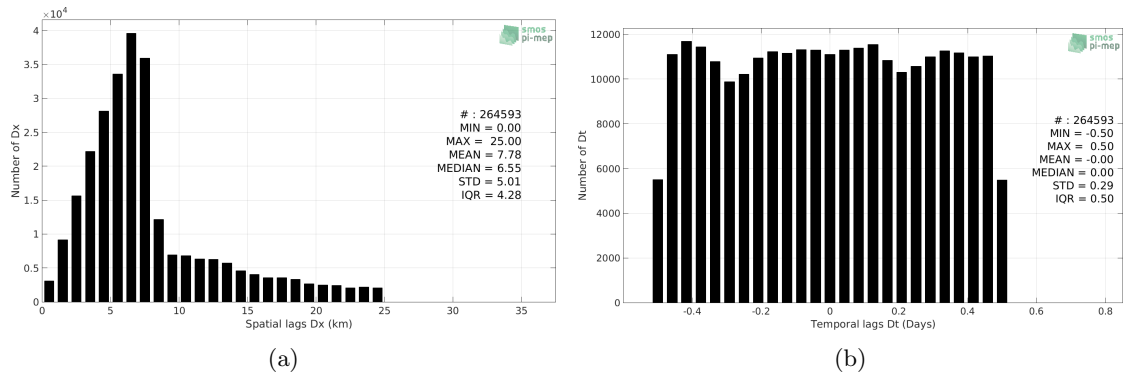 ×10⁴
4
3.5
3
2.5
2
1.5
1
0.5
0
Number of Dx
0 5 10 15 20 25 30 35
Spatial lags Dx (km)
smos
pi-mep
# : 264593
MIN = 0.00
MAX = 25.00
MEAN = 7.78
MEDIAN = 6.55
STD = 5.01
IQR = 4.28
(a)
12000
10000
8000
6000
4000
2000
0
Number of Dt
-0.4 -0.2 0 0.2 0.4 0.6 0.8
Temporal lags Dt (Days)
smos
pi-mep
# : 264593
MIN = -0.50
MAX = 0.50
MEAN = -0.00
MEDIAN = 0.00
STD = 0.29
IQR = 0.50
(b)